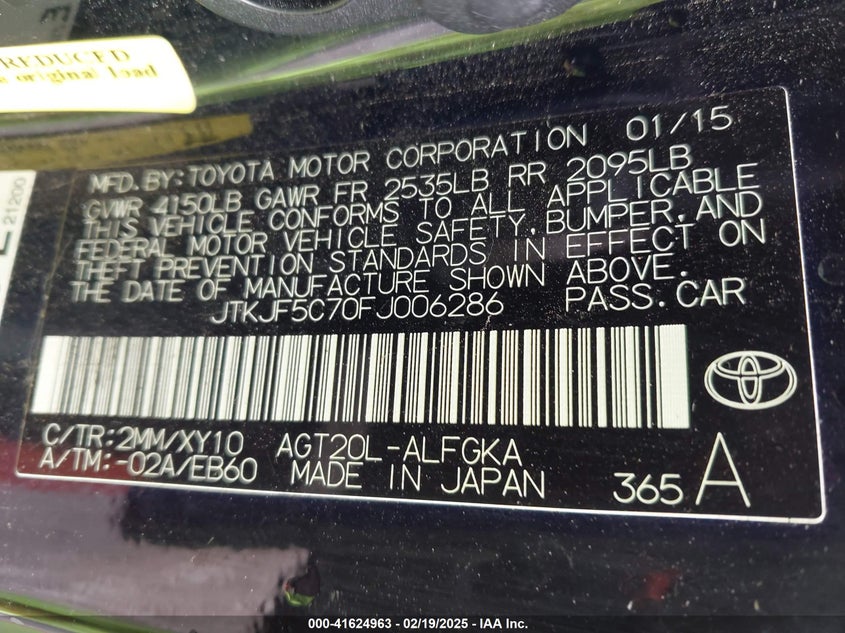 REDUCED
original load
21200
MFD.BY:TOYOTA MOTOR CORPORATION 01/15
GVWR 4150LB GAWR FR 2535LB RR 2095LB
THIS VEHICLE CONFORMS TO ALL APPLICABLE
FEDERAL MOTOR VEHICLE SAFETY,BUMPER,AND
THEFT PREVENTION STANDARDS IN EFFECT ON
THE DATE OF MANUFACTURE SHOWN ABOVE.
JTKJF5C70FJ006286 PASS.CAR
C/TR:2MM/XY10 AGT20L-ALFGKA
A/TM:-02A/EB60 MADE IN JAPAN 365 A
000-41624963 - 02/19/2025 - IAA Inc.